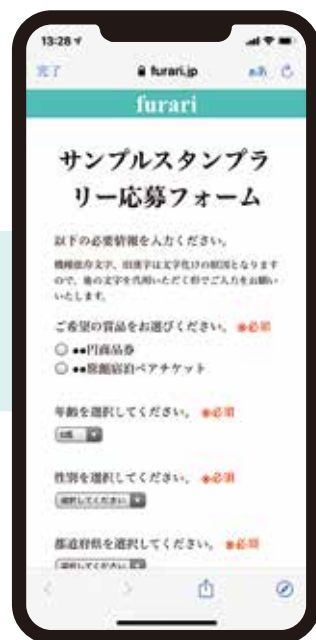 13:28
完了
furari.jp
ああ
furari
サンプルスタンプラ
リー応募フォーム
以下の必要情報を入力ください。
機種依存文字、旧漢字は文字化けの原因となります
ので、他の文字を代用いただく形でご入力をお願い
いたします。
ご希望の賞品をお選びください。 ※必須
●●円商品券
●●旅館宿泊ペアチケット
年齢を選択してください。 ※必須
性別を選択してください。 ※必須
選択してください
都道府県を選択してください。 ※必須
選択してください